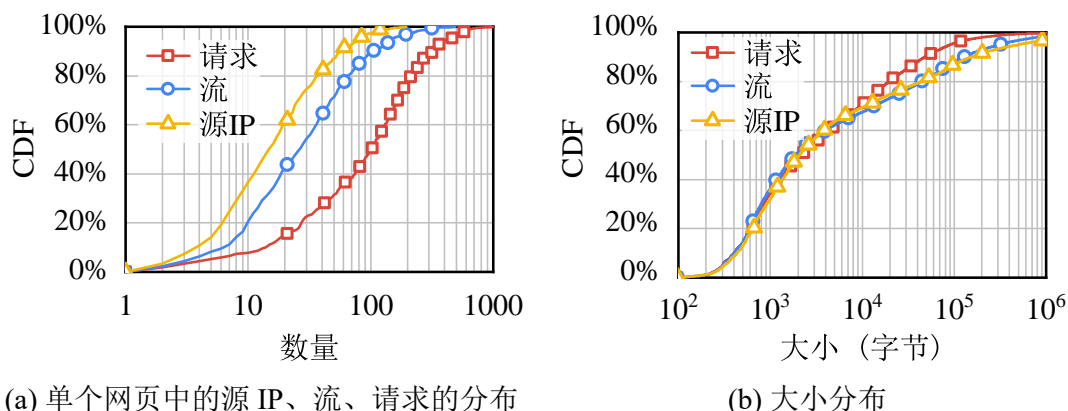 100%
80%
60%
40%
20%
0%
CDF
请求
流
源IP
1 10 100 1000
数量
(a) 单个网页中的源 IP、流、请求的分布
100%
80%
60%
40%
20%
0%
CDF
请求
流
源IP
10² 10³ 10⁴ 10⁵ 10⁶
大小（字节）
(b) 大小分布